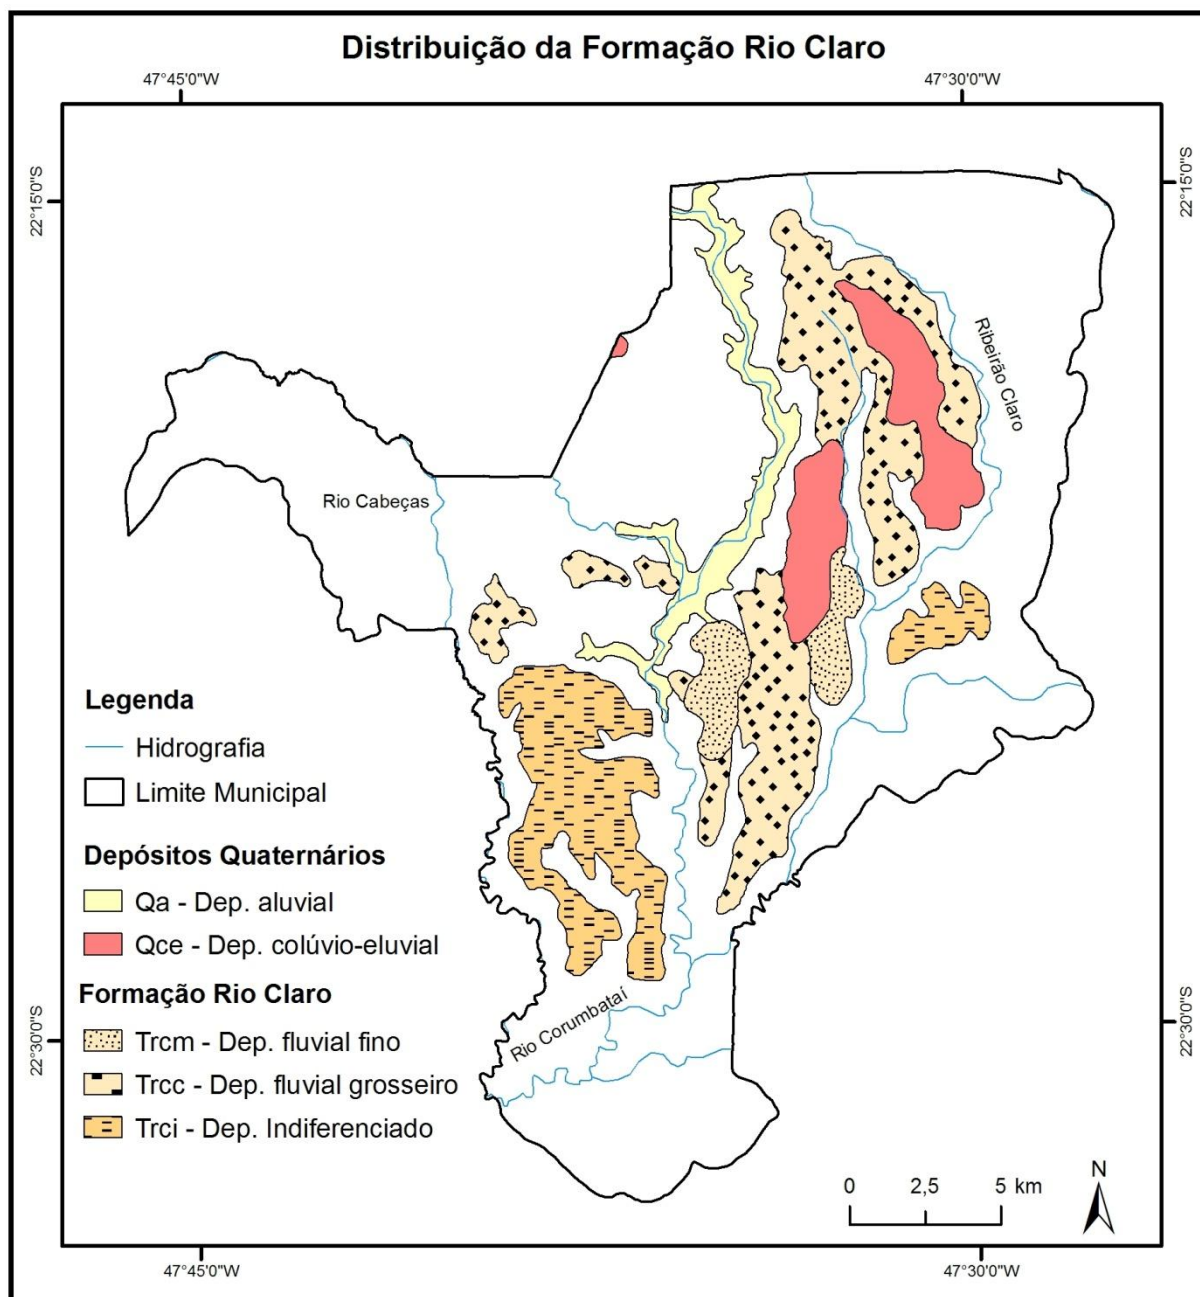 Distribuição da Formação Rio Claro
47°45'0"W
47°30'0"W
22°15'0"S
22°15'0"S
Ribeirão Claro
Rio Cabeças
Legenda
Hidrografia
Limite Municipal
Depósitos Quaternários
Qa - Dep. aluvial
Qce - Dep. colúvio-eluvial
Formação Rio Claro
Trcm - Dep. fluvial fino
Trcc - Dep. fluvial grosseiro
Trci - Dep. Indiferenciado
Rio Corumbataí
22°30'0"S
22°30'0"S
0 2,5 5 km
N
47°45'0"W
47°30'0"W